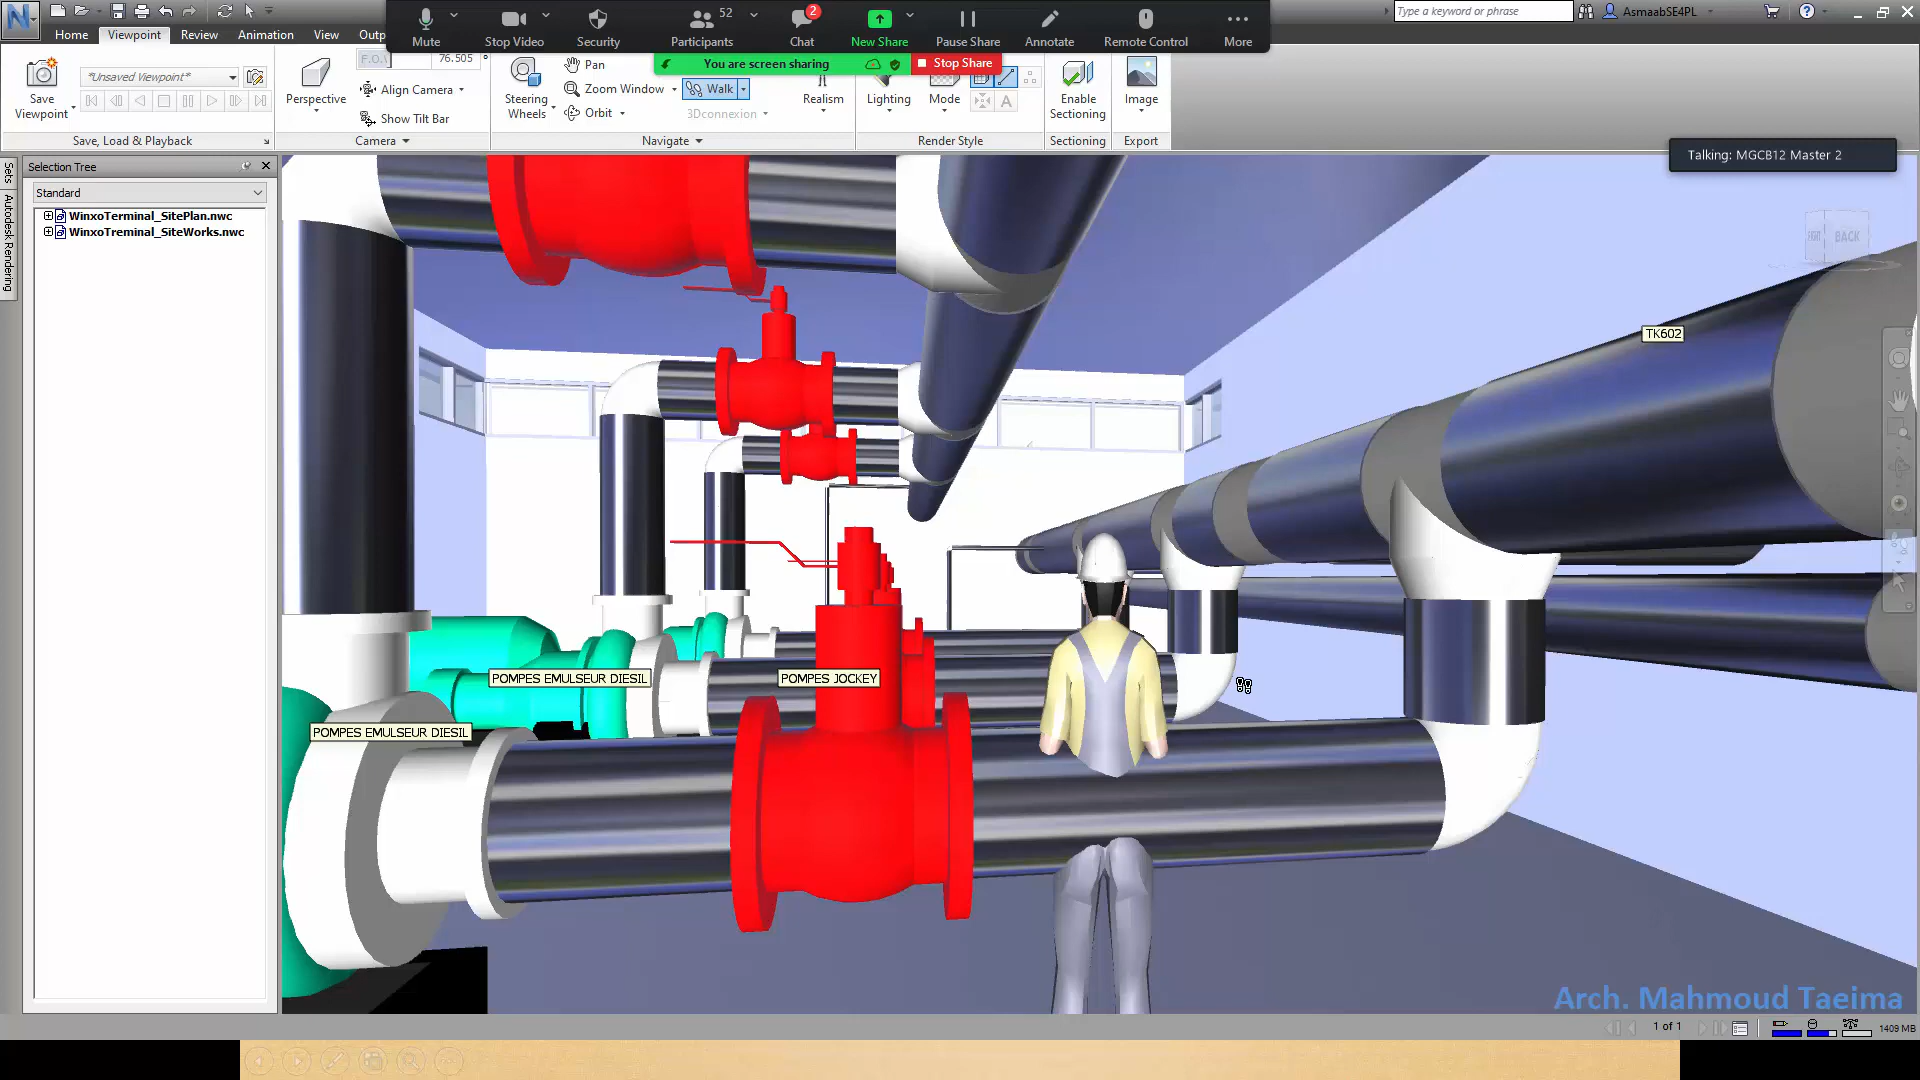 Mute
Stop Video
Security
52
Participants
2
Chat
New Share
Pause Share
Annotate
Remote Control
More
You are screen sharing
Stop Share
Type a keyword or phrase
AsmaabSE4PL
Home
Viewpoint
Review
Animation
View
Outp
Save
Viewpoint
*Unsaved Viewpoint*
Save, Load & Playback
Perspective
F.O.V
76.505
Align Camera
Show Tilt Bar
Camera
Steering
Wheels
Pan
Zoom Window
Orbit
Walk
3Dconnexion
Realism
Navigate
Lighting
Mode
Render Style
Enable
Sectioning
Sectioning
Image
Export
Talking: MGCB12 Master 2
Sets
Autodesk Rendering
Selection Tree
Standard
WinxoTerminal_SitePlan.nwc
WinxoTreminal_SiteWorks.nwc
BACK
TK602
POMPES EMULSEUR DIESIL
POMPES JOCKEY
POMPES EMULSEUR DIESIL
Arch. Mahmoud Taeima
1 of 1
1409 MB